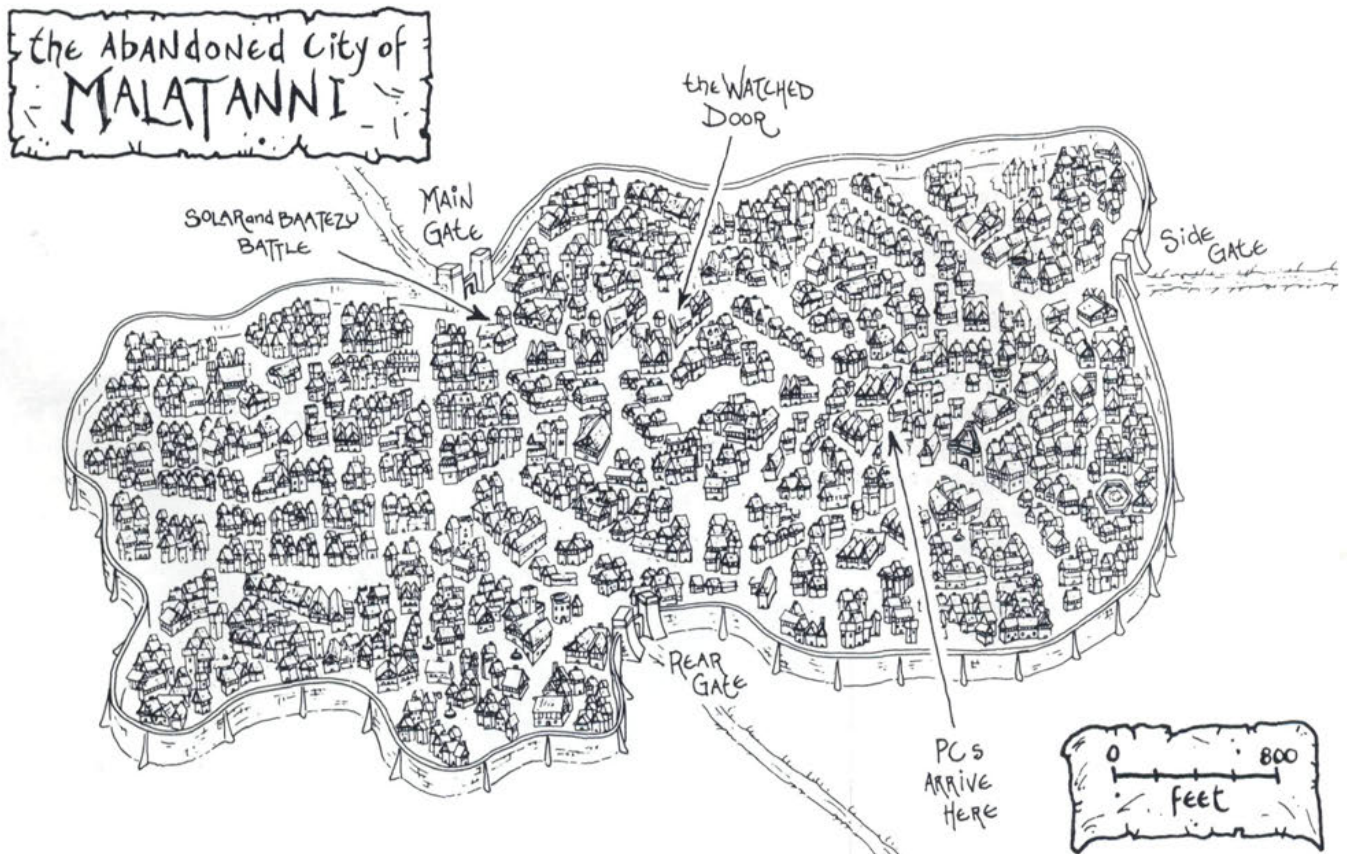 the Abandoned City of
MALATANNI
the WATCHED
DOOR
MAIN
GATE
SOLAR and BAATEZU
BATTLE
Side
GATE
REAR
GATE
PCs
ARRIVE
HERE
0 800
feet